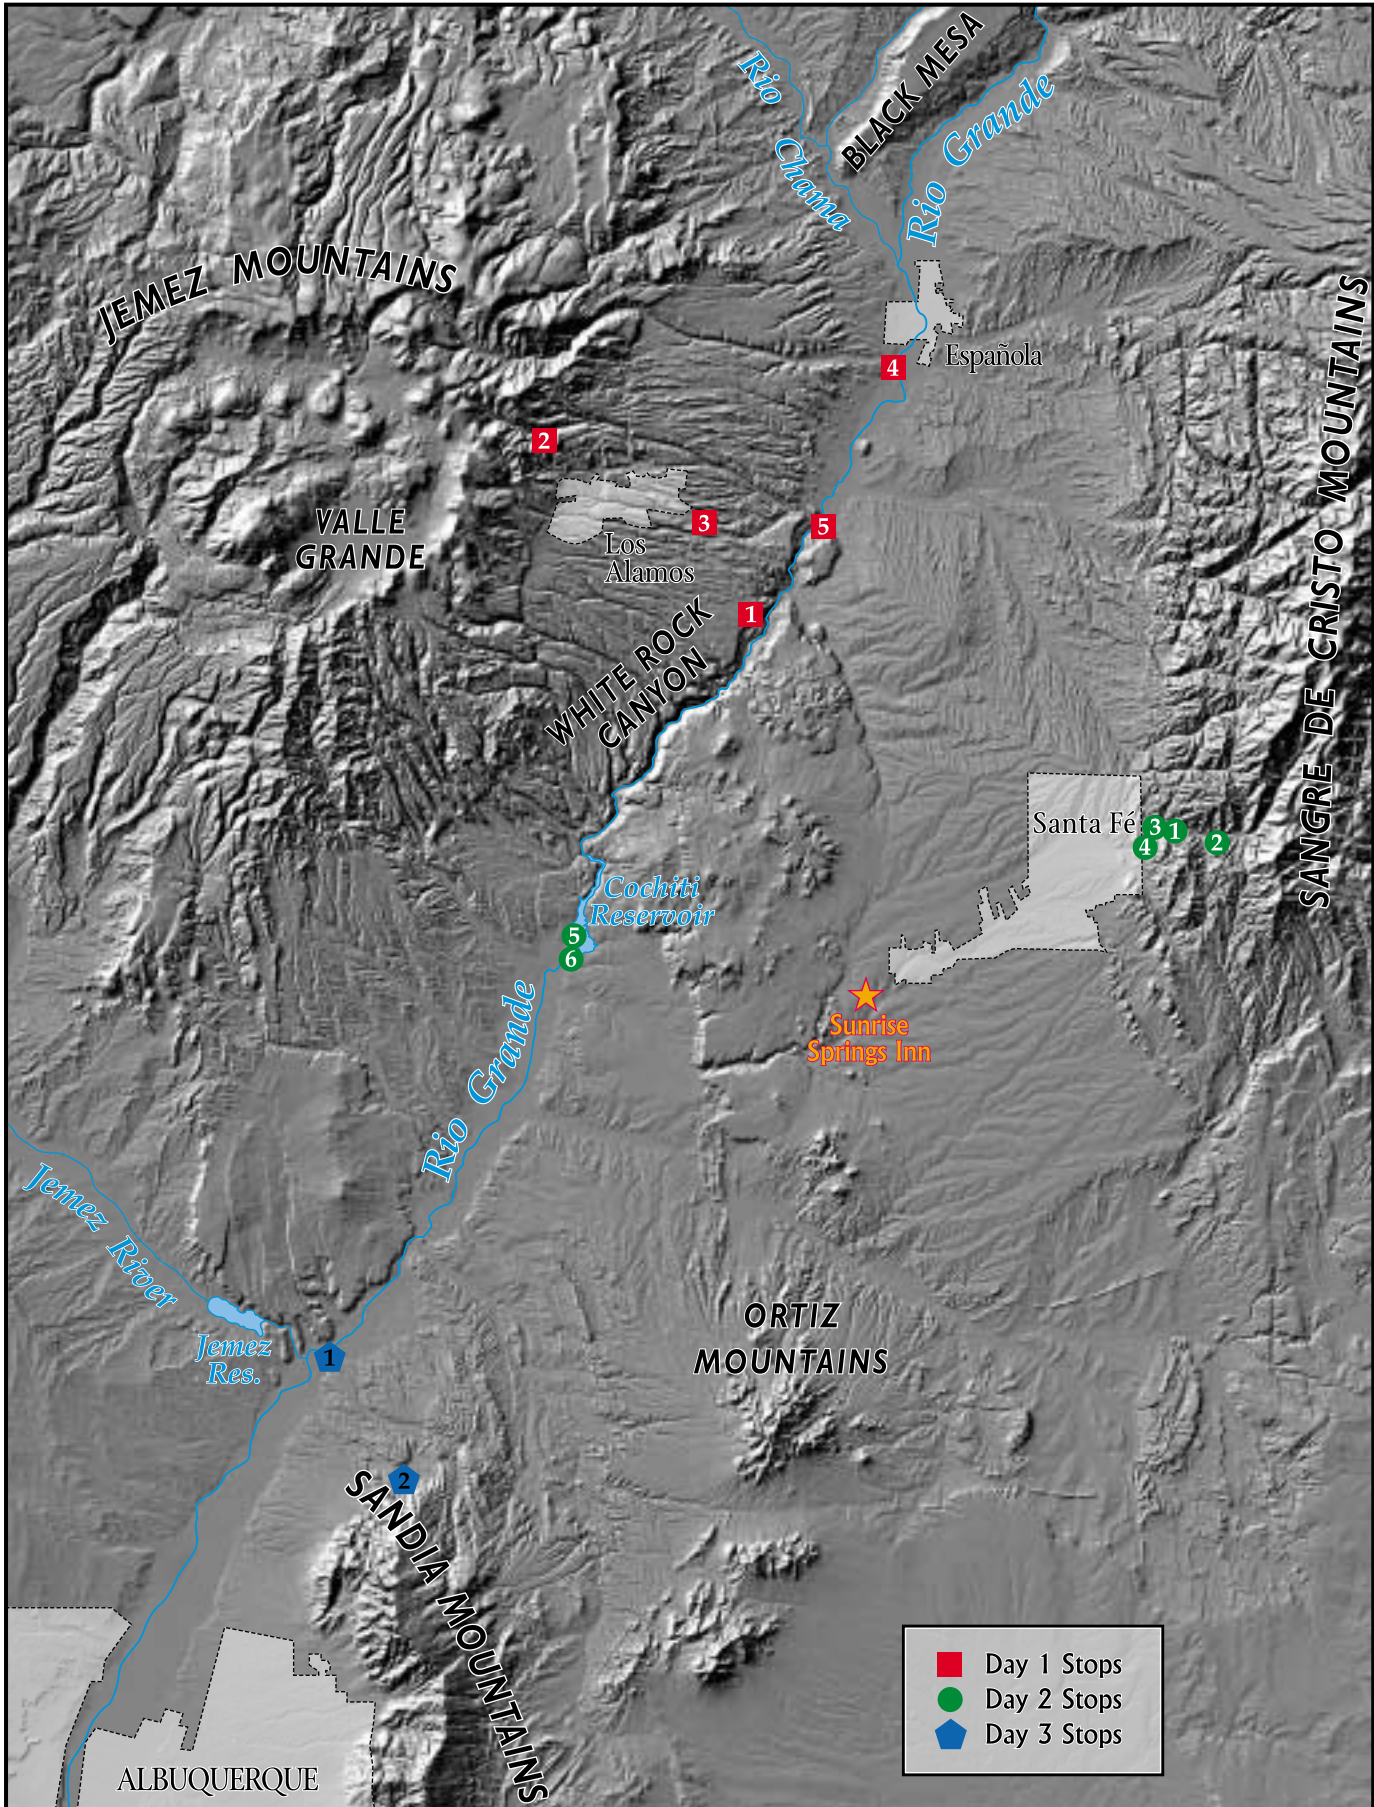 Rio
Chama
BLACK MESA
Rio Grande
JEMEZ MOUNTAINS
Española
4
2
VALLE
GRANDE
3
5
Los
Alamos
1
WHITE ROCK
CANYON
SANGRE DE CRISTO MOUNTAINS
Santa Fé
3
1
2
4
Cochiti
Reservoir
5
6
Sunrise
Springs Inn
Rio Grande
Jemez
River
Jemez
Res.
1
ORTIZ
MOUNTAINS
2
SANDIA MOUNTAINS
ALBUQUERQUE
Day 1 Stops
Day 2 Stops
Day 3 Stops